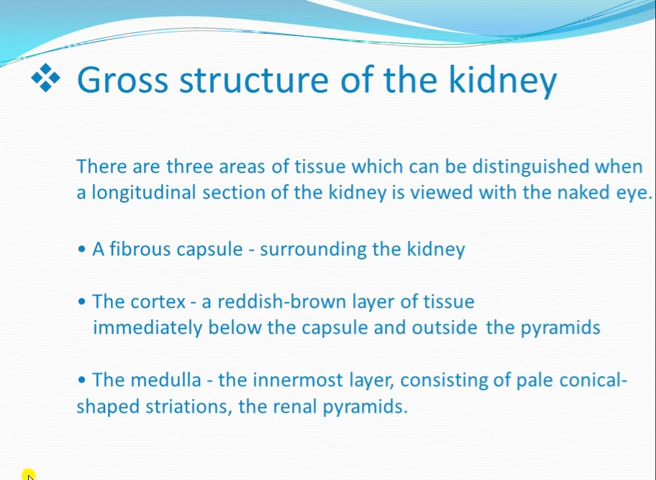 ❖ Gross structure of the kidney
There are three areas of tissue which can be distinguished when
a longitudinal section of the kidney is viewed with the naked eye.
• A fibrous capsule - surrounding the kidney
• The cortex - a reddish-brown layer of tissue
immediately below the capsule and outside the pyramids
• The medulla - the innermost layer, consisting of pale conical-
shaped striations, the renal pyramids.